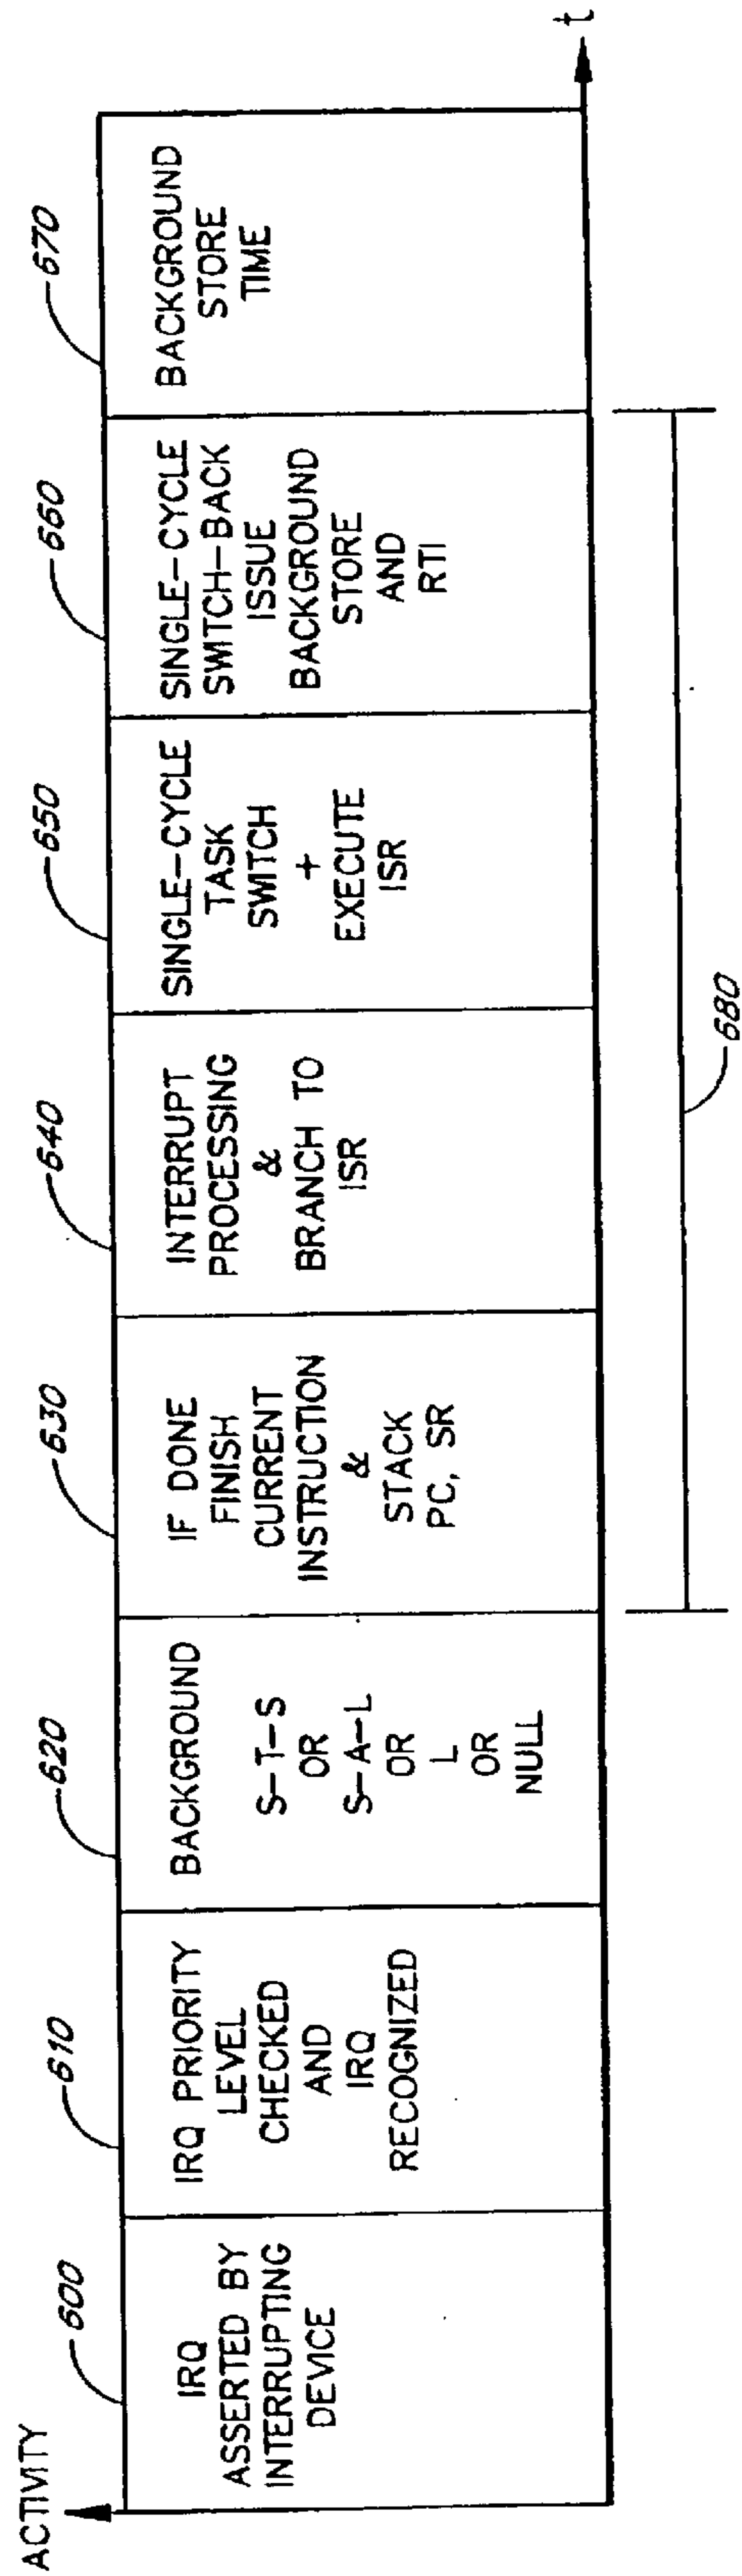 ACTIVITY
600
IRQ
ASSERTED BY
INTERRUPTING
DEVICE
610
IRQ PRIORITY
LEVEL
CHECKED
AND
IRQ
RECOGNIZED
620
BACKGROUND
S-T-S
OR
S-A-L
OR
L
OR
NULL
630
IF DONE
FINISH
CURRENT
INSTRUCTION
&
STACK
PC, SR
640
INTERRUPT
PROCESSING
&
BRANCH TO
ISR
650
SINGLE-CYCLE
TASK
SWITCH
+
EXECUTE
ISR
660
SINGLE-CYCLE
SWITCH-BACK
ISSUE
BACKGROUND
STORE
AND
RTI
670
BACKGROUND
STORE
TIME
t
680